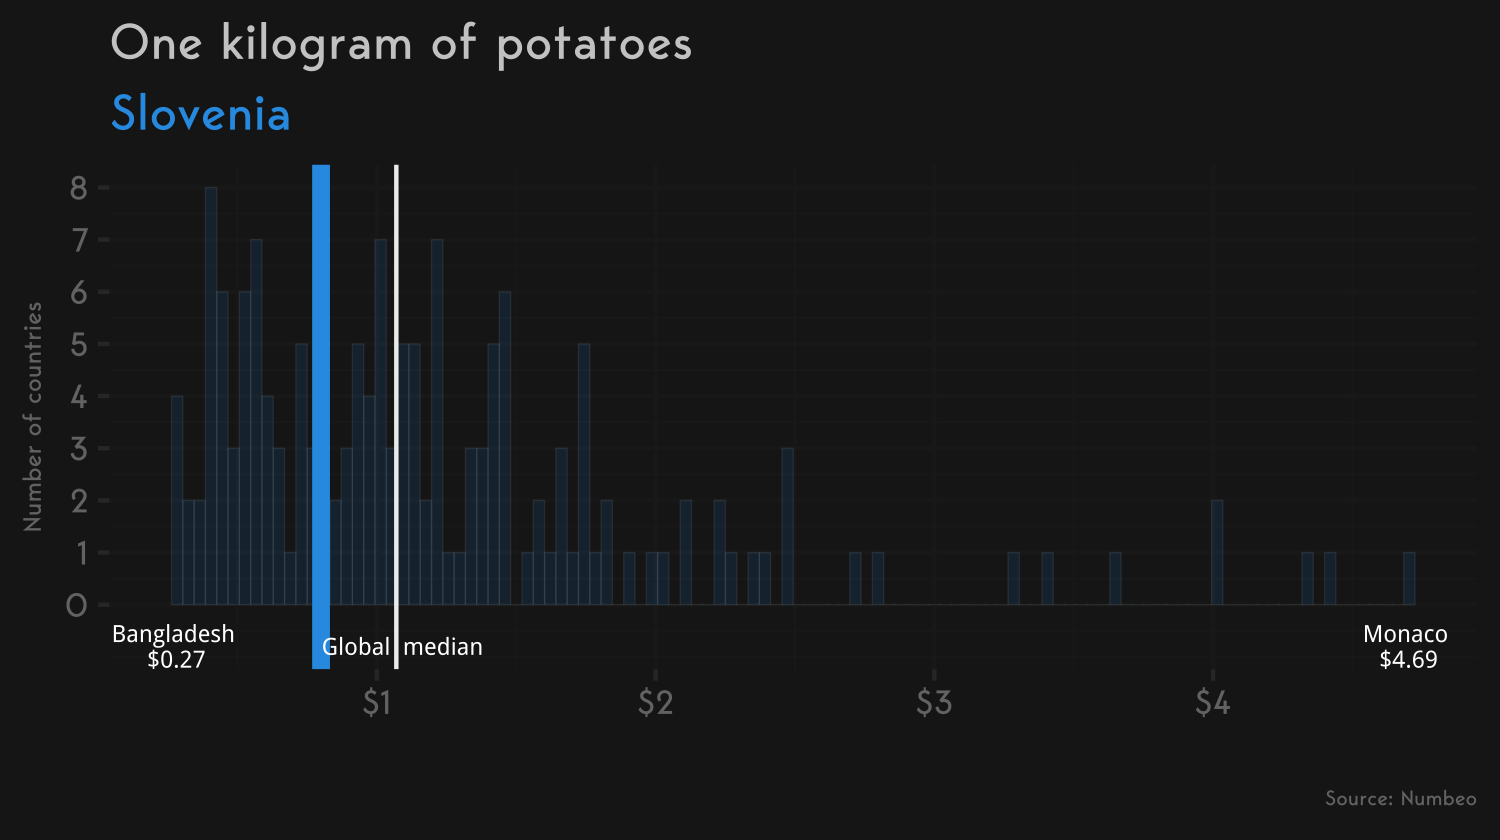 One kilogram of potatoes
Slovenia
Number of countries
8
7
6
5
4
3
2
1
0
Bangladesh
$0.27
Global median
Monaco
$4.69
$1
$2
$3
$4
Source: Numbeo